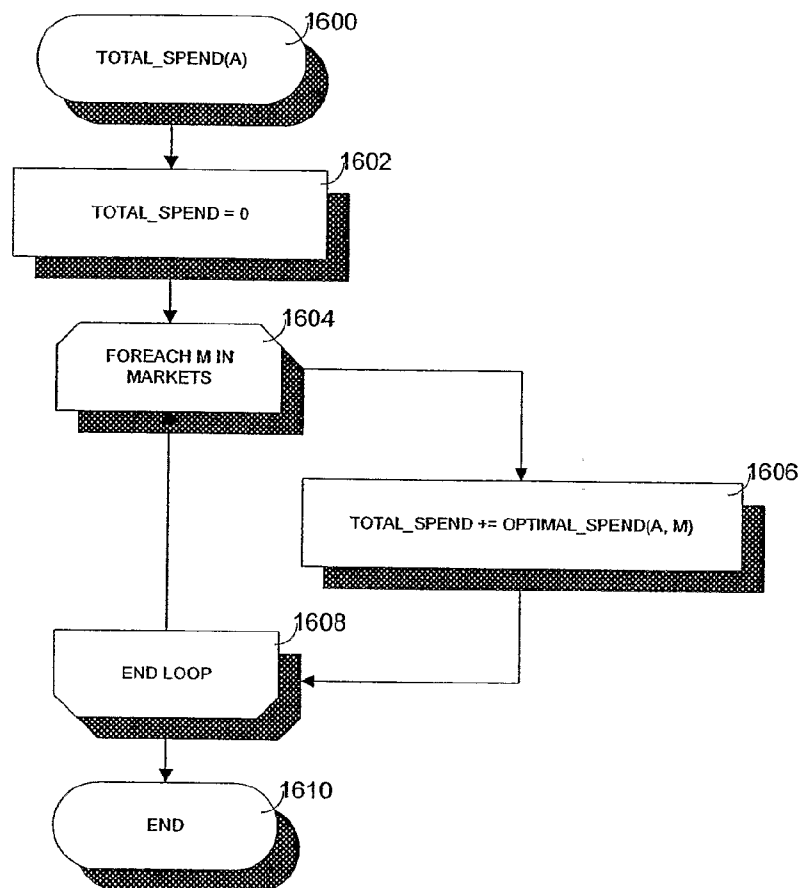 1600
TOTAL_SPEND(A)
1602
TOTAL_SPEND = 0
1604
FOREACH M IN
MARKETS
1606
TOTAL_SPEND += OPTIMAL_SPEND(A, M)
1608
END LOOP
1610
END